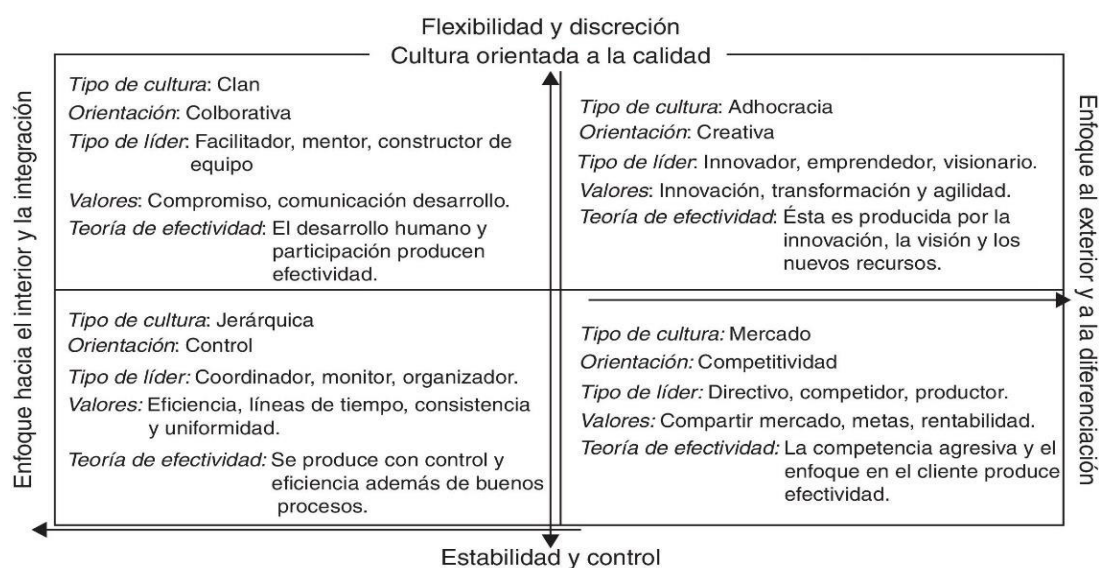 Flexibilidad y discreción
Cultura orientada a la calidad
Enfoque hacia el interior y la integración
Tipo de cultura: Clan
Orientación: Colborativa
Tipo de líder: Facilitador, mentor, constructor de
equipo
Valores: Compromiso, comunicación desarrollo.
Teoría de efectividad: El desarrollo humano y
participación producen
efectividad.
Tipo de cultura: Adhocracia
Orientación: Creativa
Tipo de líder: Innovador, emprendedor, visionario.
Valores: Innovación, transformación y agilidad.
Teoría de efectividad: Ésta es producida por la
innovación, la visión y los
nuevos recursos.
Enfoque al exterior y a la diferenciación
Tipo de cultura: Jerárquica
Orientación: Control
Tipo de líder: Coordinador, monitor, organizador.
Valores: Eficiencia, líneas de tiempo, consistencia
y uniformidad.
Teoría de efectividad: Se produce con control y
eficiencia además de buenos
procesos.
Tipo de cultura: Mercado
Orientación: Competitividad
Tipo de líder: Directivo, competidor, productor.
Valores: Compartir mercado, metas, rentabilidad.
Teoría de efectividad: La competencia agresiva y el
enfoque en el cliente produce
efectividad.
Estabilidad y control